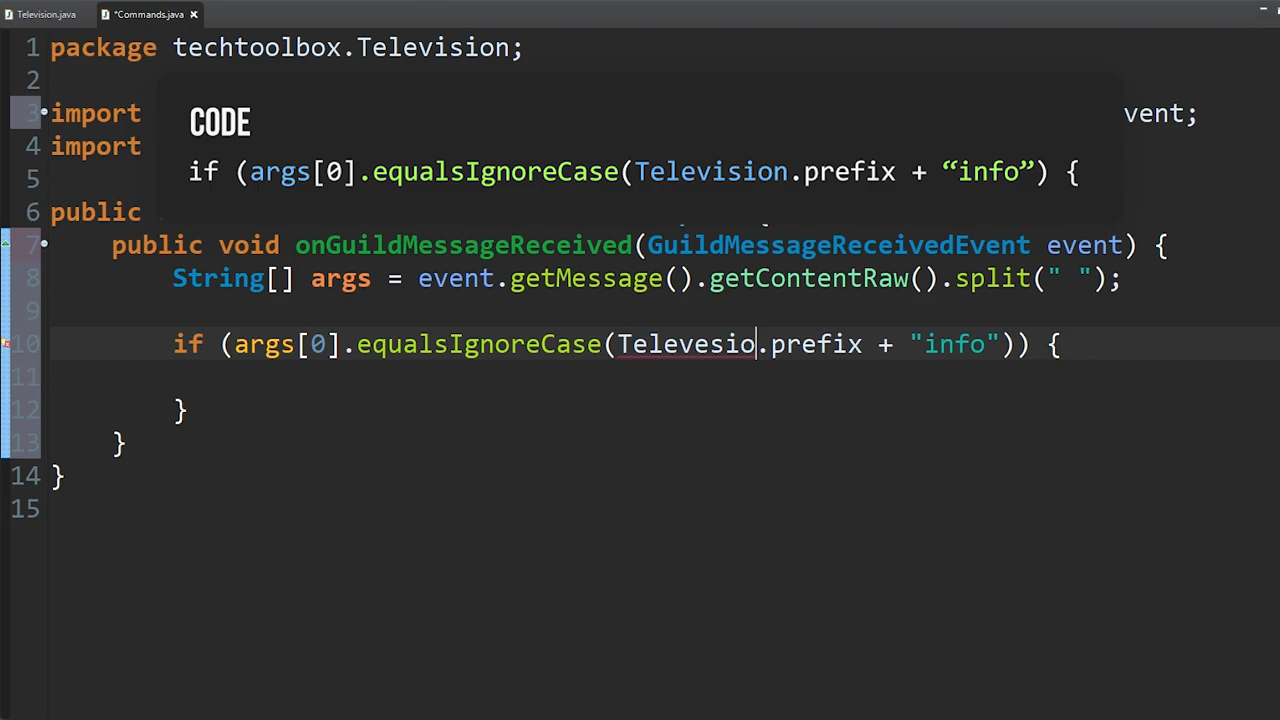 Television.java *Commands.java
1 package techtoolbox.Television;
2
3 import vent;
4 import
CODE
if (args[0].equalsIgnoreCase(Television.prefix + “info”) {
5
6 public {
7 public void onGuildMessageReceived(GuildMessageReceivedEvent event) {
8 String[] args = event.getMessage().getContentRaw().split(" ");
9
10 if (args[0].equalsIgnoreCase(Televesio.prefix + "info")) {
11
12 }
13 }
14 }
15